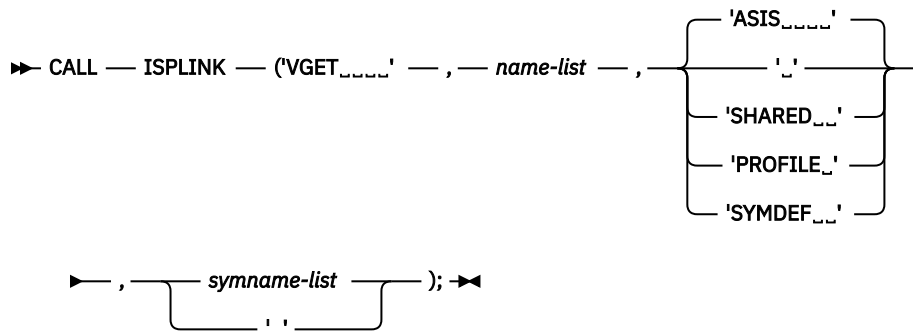 'ASIS␣␣␣␣'
CALL ISPLINK ('VGET␣␣␣␣' , name-list , '␣'
'SHARED␣␣'
'PROFILE␣'
'SYMDEF␣␣'
, symname-list );
' '